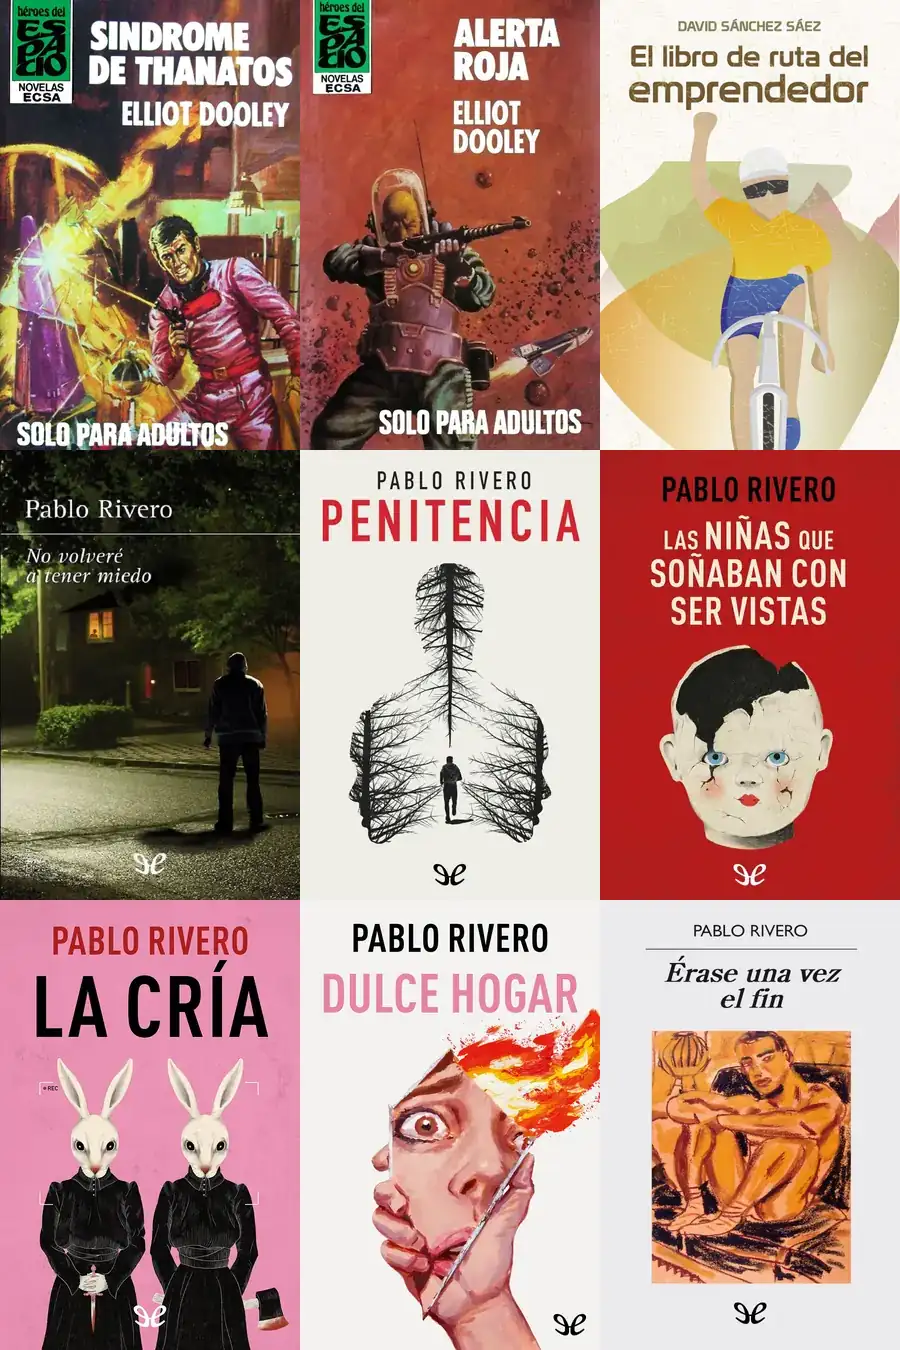 héroes del
ESPACIO
NOVELAS
ECSA
SINDROME
DE THANATOS
ELLIOT DOOLEY
SOLO PARA ADULTOS
héroes del
ESPACIO
NOVELAS
ECSA
ALERTA
ROJA
ELLIOT
DOOLEY
SOLO PARA ADULTOS
DAVID SÁNCHEZ SÁEZ
El libro de ruta del
emprendedor
Pablo Rivero
No volveré
a tener miedo
PABLO RIVERO
PENITENCIA
PABLO RIVERO
LAS NIÑAS QUE
SOÑABAN CON
SER VISTAS
PABLO RIVERO
LA CRÍA
REC
PABLO RIVERO
DULCE HOGAR
PABLO RIVERO
Érase una vez
el fin